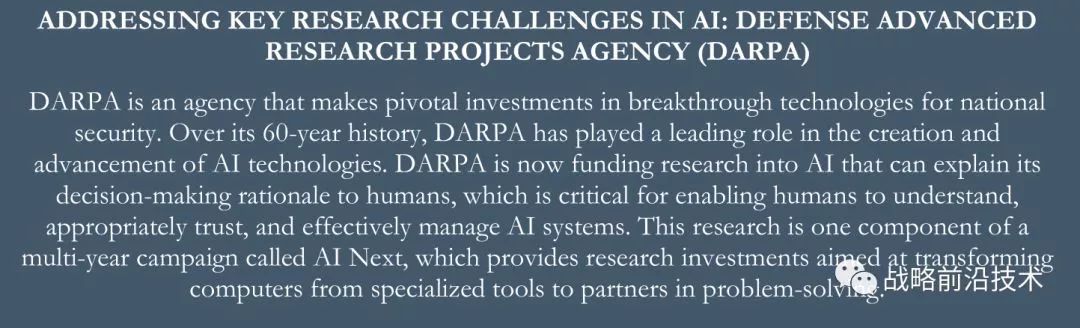 ADDRESSING KEY RESEARCH CHALLENGES IN AI: DEFENSE ADVANCED
RESEARCH PROJECTS AGENCY (DARPA)
DARPA is an agency that makes pivotal investments in breakthrough technologies for national
security. Over its 60-year history, DARPA has played a leading role in the creation and
advancement of AI technologies. DARPA is now funding research into AI that can explain its
decision-making rationale to humans, which is critical for enabling humans to understand,
appropriately trust, and effectively manage AI systems. This research is one component of a
multi-year campaign called AI Next, which provides research investments aimed at transforming
computers from specialized tools to partners in problem-solving.
战略前沿技术